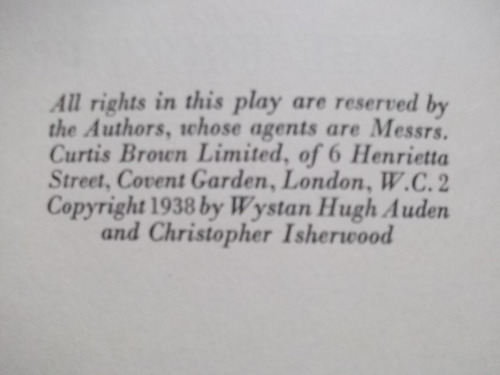 All rights in this play are reserved by
the Authors, whose agents are Messrs.
Curtis Brown Limited, of 6 Henrietta
Street, Covent Garden, London, W.C. 2
Copyright 1938 by Wystan Hugh Auden
and Christopher Isherwood